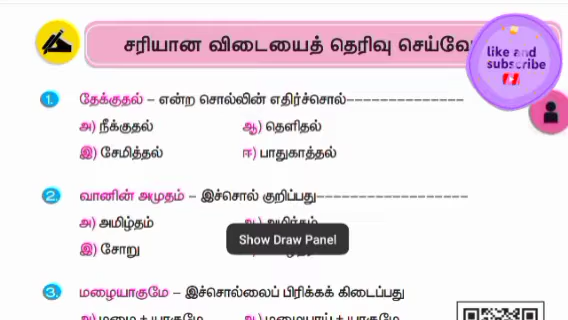 சரியான விடையைத் தெரிவு
like and
subscribe
1. தேக்குதல் – என்ற சொல்லின் எதிர்ச்சொல்--------------
அ) நீக்குதல் ஆ) தெளிதல்
இ) சேமித்தல் ஈ) பாதுகாத்தல்
2. வானின் அமுதம் – இச்சொல் குறிப்பது------------------
அ) அமிழ்தம்
Show Draw Panel
இ) சோறு
3. மழையாகுமே – இச்சொல்லைப் பிரிக்கக் கிடைப்பது